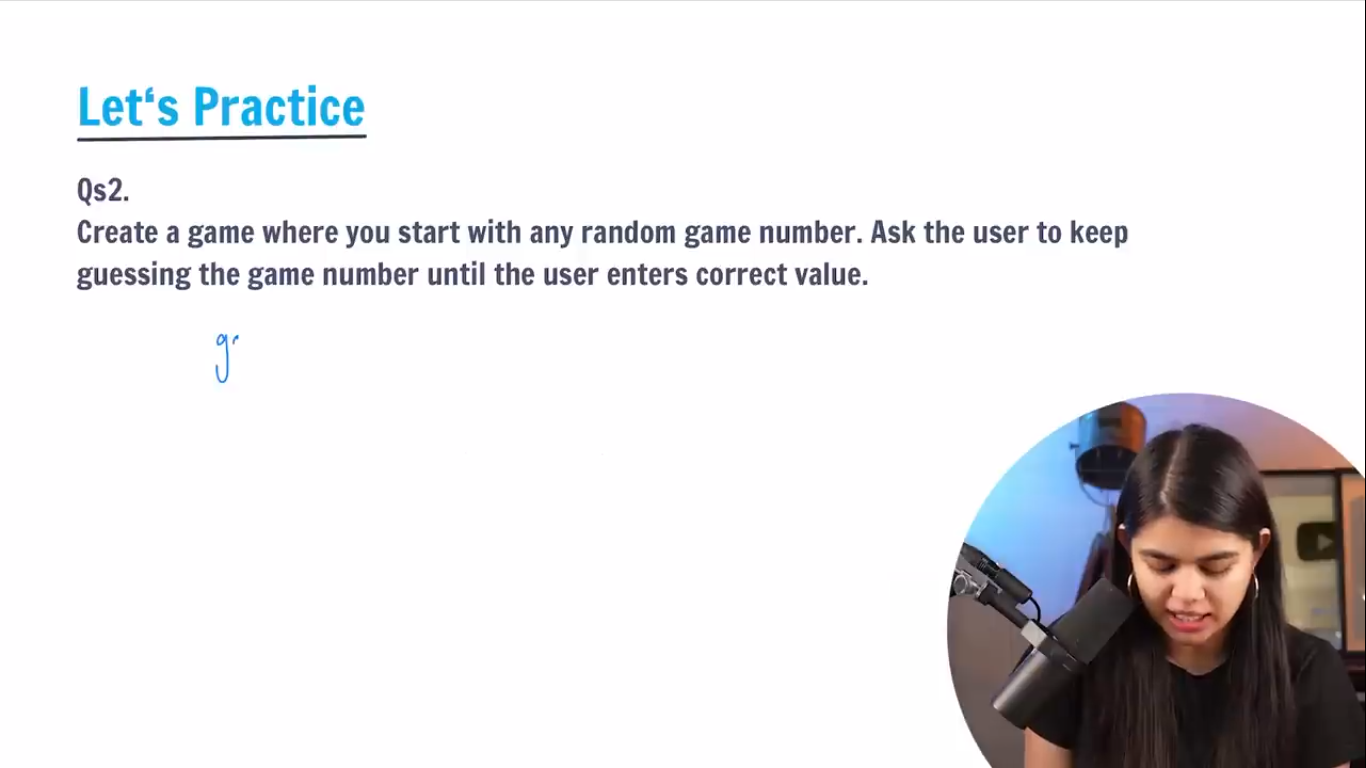 Let‘s Practice
Qs2.
Create a game where you start with any random game number. Ask the user to keep
guessing the game number until the user enters correct value.
g